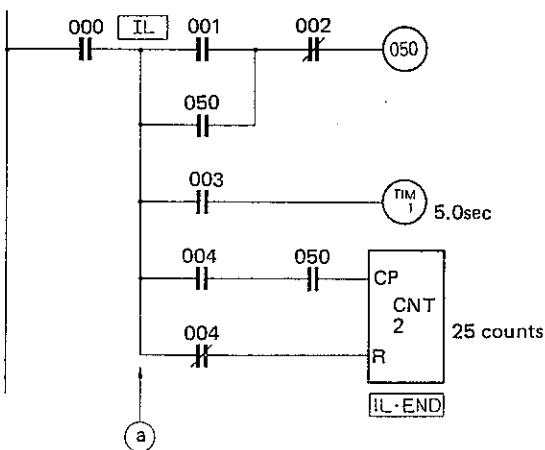 000 IL 001 002
050
050
003
TIM
1
5.0sec
004 050
CP
CNT
2
25 counts
004
R
IL·END
a